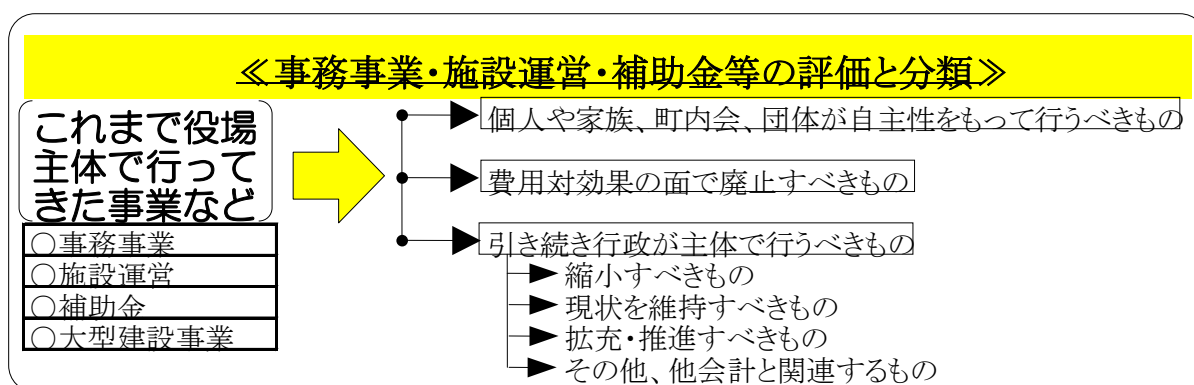 ≪事務事業・施設運営・補助金等の評価と分類≫
これまで役場
主体で行って
きた事業など
○事務事業
○施設運営
○補助金
○大型建設事業
個人や家族、町内会、団体が自主性をもって行うべきもの
費用対効果の面で廃止すべきもの
引き続き行政が主体で行うべきもの
縮小すべきもの
現状を維持すべきもの
拡充・推進すべきもの
その他、他会計と関連するもの